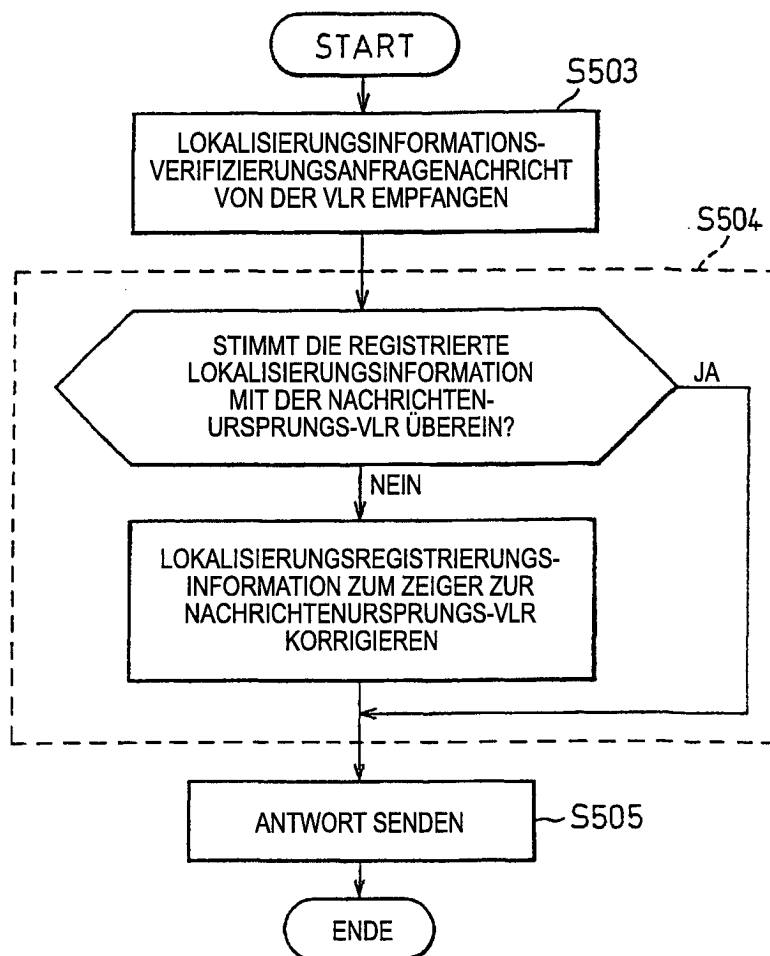 START
S503
LOKALISIERUNGSINFORMATIONS-
VERIFIZIERUNGSANFRAGENACHRICHT
VON DER VLR EMPFANGEN
S504
STIMMT DIE REGISTRIERTE
LOKALISIERUNGSINFORMATION
MIT DER NACHRICHTEN-
URSPRUNGS-VLR ÜBEREIN?
JA
NEIN
LOKALISIERUNGSREGISTRIERUNGS-
INFORMATION ZUM ZEIGER ZUR
NACHRICHTENURSPRUNGS-VLR
KORRIGIEREN
ANTWORT SENDEN
S505
ENDE